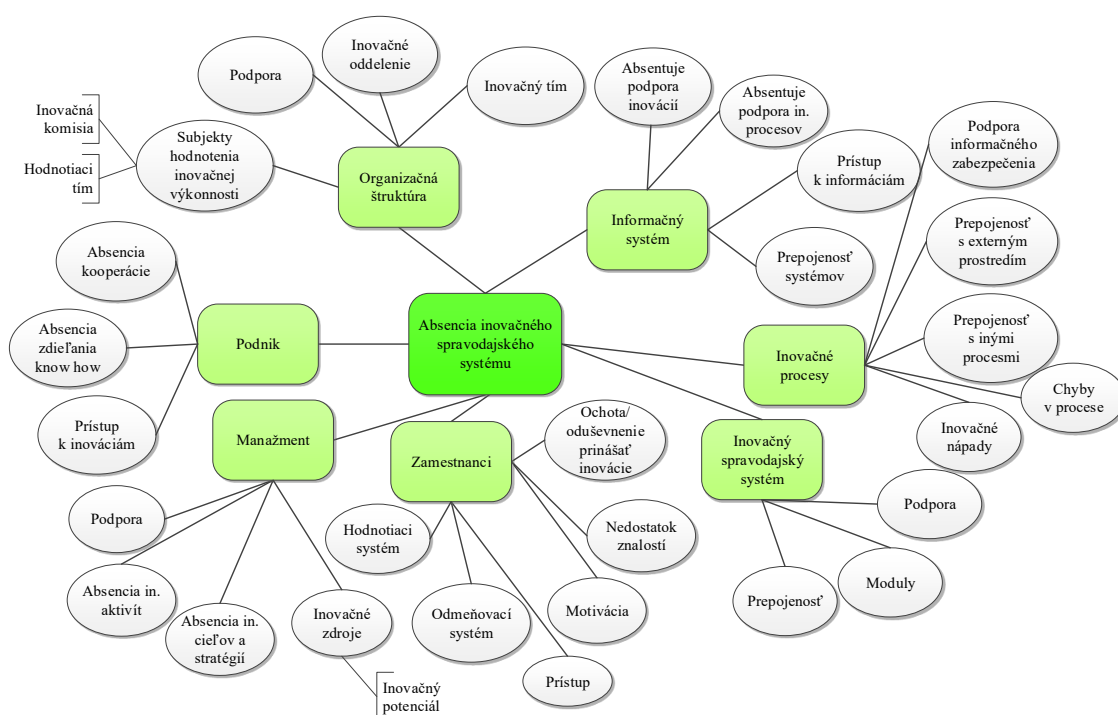 Inovačné
oddelenie
Podpora
Inovačný tím
Absentuje
podpora
inovácií
Absentuje
podpora in.
procesov
Inovačná
komisia
Hodnotiaci
tím
Subjekty
hodnotenia
inovačnej
výkonnosti
Organizačná
štruktúra
Informačný
systém
Prístup
k informáciám
Podpora
informačného
zabezpečenia
Prepojenosť
systémov
Prepojenosť
s externým
prostredím
Absencia
kooperácie
Absencia
zdieľania
know how
Prístup
k inováciám
Podnik
Absencia inovačného
spravodajského
systému
Inovačné
procesy
Prepojenosť
s inými
procesmi
Chyby
v procese
Inovačné
nápady
Manažment
Zamestnanci
Ochota/
oduševnenie
prinášať
inovácie
Inovačný
spravodajský
systém
Podpora
Absencia in.
aktivít
Absencia in.
cieľov a
stratégií
Inovačné
zdroje
Inovačný
potenciál
Hodnotiaci
systém
Odmeňovací
systém
Prístup
Motivácia
Nedostatok
znalostí
Prepojenosť
Moduly
Podpora